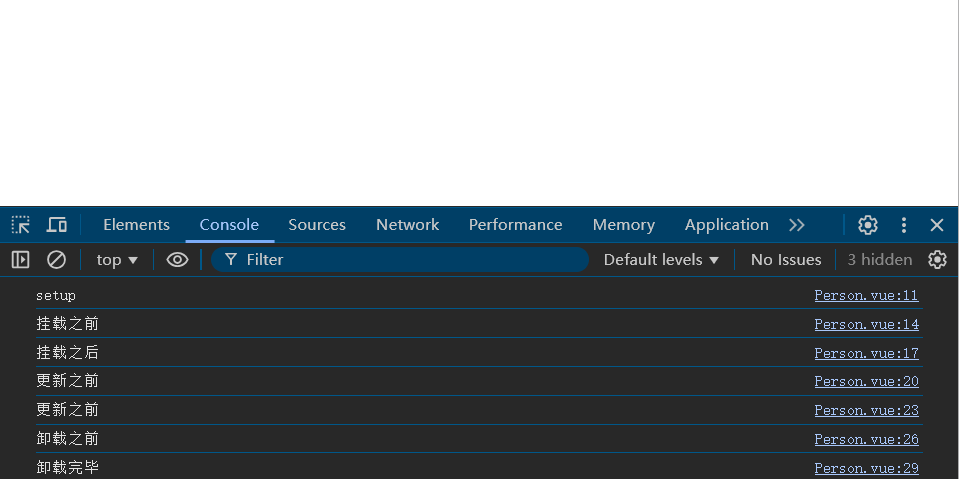 Elements Console Sources Network Performance Memory Application
top Filter Default levels No Issues 3 hidden
setup Person.vue:11
挂载之前 Person.vue:14
挂载之后 Person.vue:17
更新之前 Person.vue:20
更新之前 Person.vue:23
卸载之前 Person.vue:26
卸载完毕 Person.vue:29